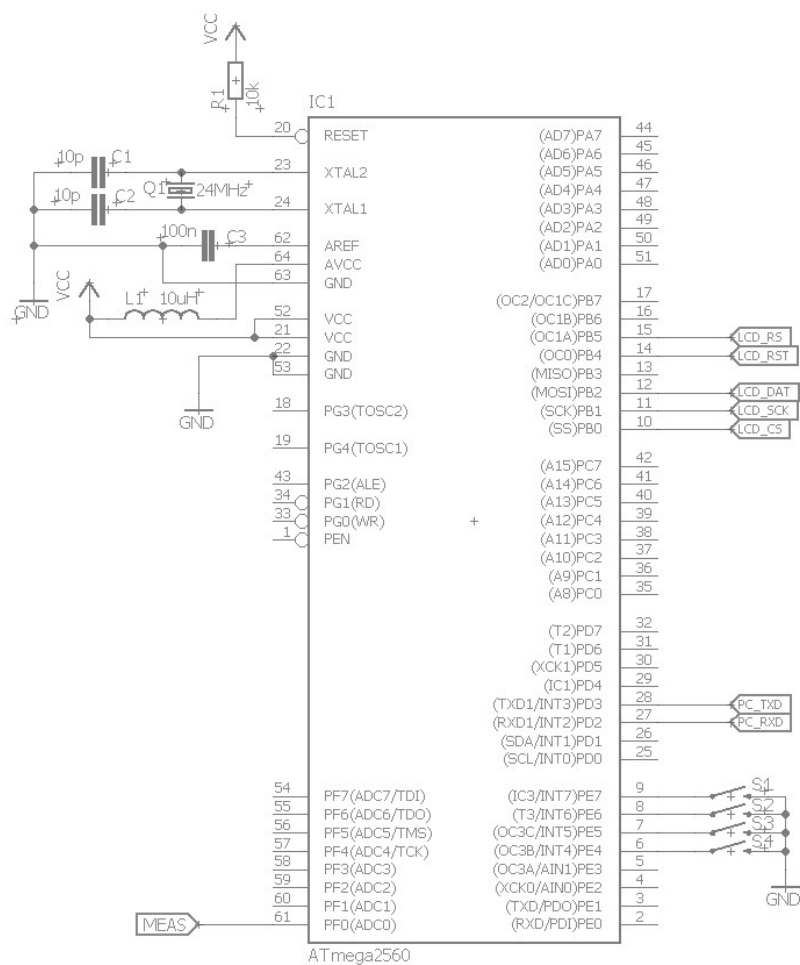 VCC
R1
10k
IC1
20 RESET
(AD7)PA7 44
(AD6)PA6 45
10p C1
23 XTAL2
(AD5)PA5 46
Q1 24MHz
(AD4)PA4 47
10p C2
24 XTAL1
(AD3)PA3 48
(AD2)PA2 49
100n C3
62 AREF
(AD1)PA1 50
64 AVCC
(AD0)PA0 51
63 GND
VCC
L1 10uH
GND
(OC2/OC1C)PB7 17
52 VCC
(OC1B)PB6 16
21 VCC
(OC1A)PB5 15 LCD_RS
22 GND
(OC0)PB4 14 LCD_RST
53 GND
(MISO)PB3 13
(MOSI)PB2 12 LCD_DAT
18 PG3(TOSC2)
(SCK)PB1 11 LCD_SCK
GND
(SS)PB0 10 LCD_CS
19 PG4(TOSC1)
(A15)PC7 42
43 PG2(ALE)
(A14)PC6 41
34 PG1(RD)
(A13)PC5 40
33 PG0(WR)
(A12)PC4 39
1 PEN
(A11)PC3 38
(A10)PC2 37
(A9)PC1 36
(A8)PC0 35
(T2)PD7 32
(T1)PD6 31
(XCK1)PD5 30
(IC1)PD4 29
(TXD1/INT3)PD3 28 PC_TXD
(RXD1/INT2)PD2 27 PC_RXD
(SDA/INT1)PD1 26
(SCL/INT0)PD0 25
54 PF7(ADC7/TDI)
(IC3/INT7)PE7 9 S1
55 PF6(ADC6/TDO)
(T3/INT6)PE6 8 S2
56 PF5(ADC5/TMS)
(OC3C/INT5)PE5 7 S3
57 PF4(ADC4/TCK)
(OC3B/INT4)PE4 6 S4
58 PF3(ADC3)
(OC3A/AIN1)PE3 5
59 PF2(ADC2)
(XCK0/AIN0)PE2 4
GND
60 PF1(ADC1)
(TXD/PDO)PE1 3
MEAS
61 PF0(ADC0)
(RXD/PDI)PE0 2
ATmega2560